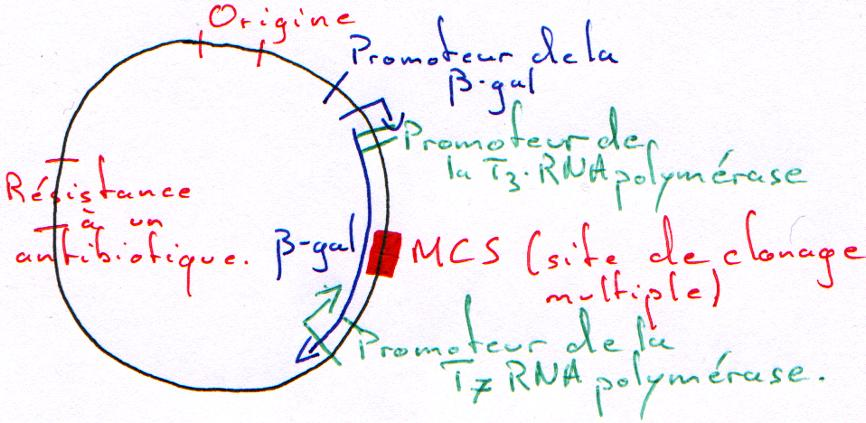 Origine
Promoteur de la
β-gal
Promoteur de
la T3.RNA polymérase
Résistance
à un
antibiotique.
β-gal
MCS (site de clonage
multiple)
Promoteur de la
T7 RNA polymérase.